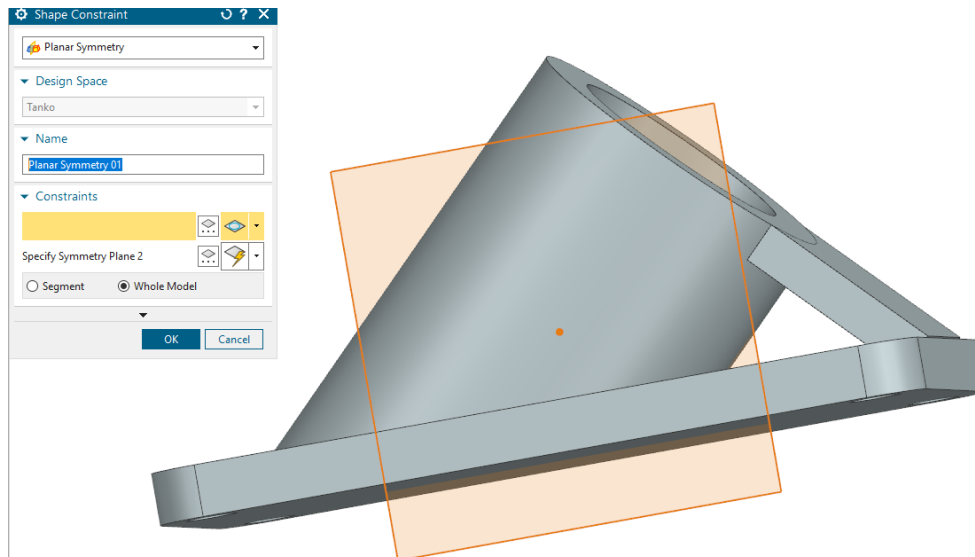 Shape Constraint
Planar Symmetry
Design Space
Tanko
Name
Planar Symmetry 01
Constraints
Specify Symmetry Plane 2
Segment Whole Model
OK Cancel